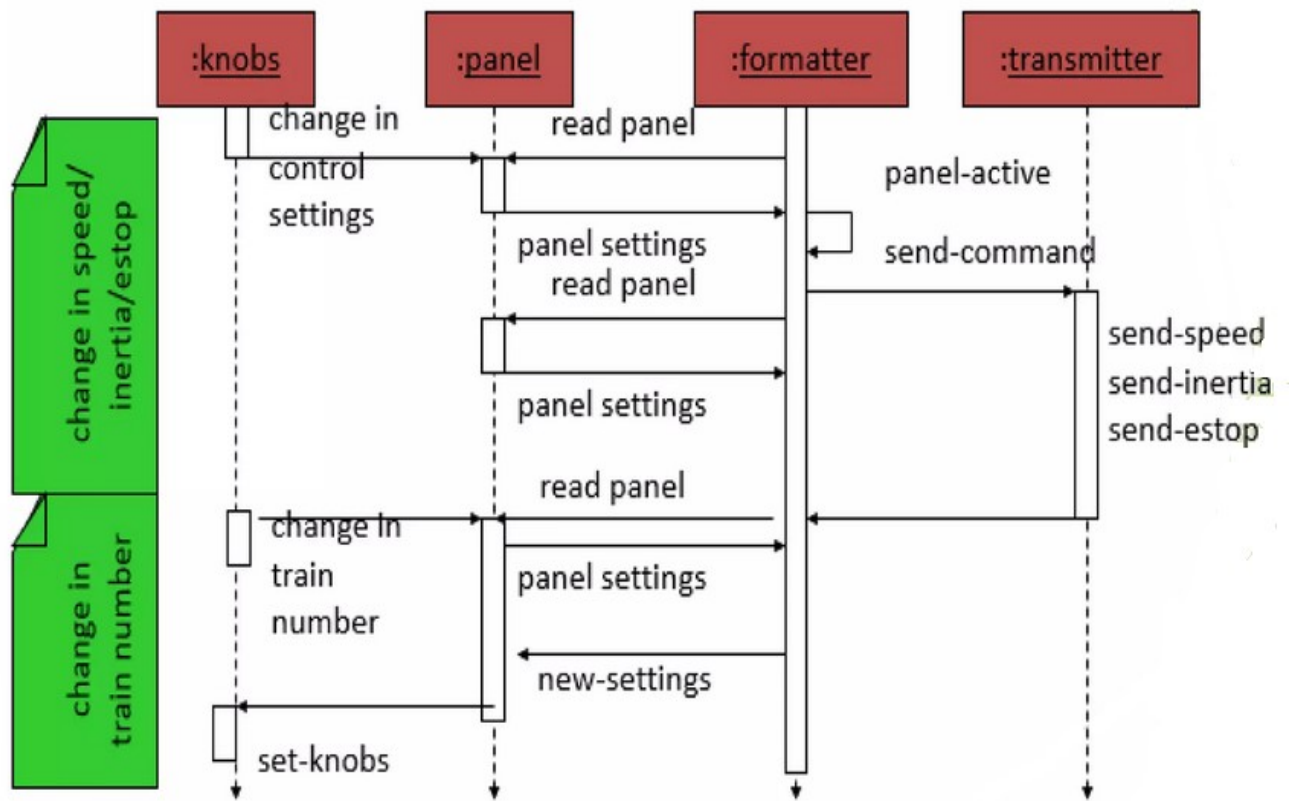 :knobs
:panel
:formatter
:transmitter
change in
control
settings
read panel
panel-active
panel settings
send-command
read panel
send-speed
send-inertia
send-estop
panel settings
change in speed/
inertia/estop
read panel
change in
train
number
panel settings
new-settings
set-knobs
change in
train number